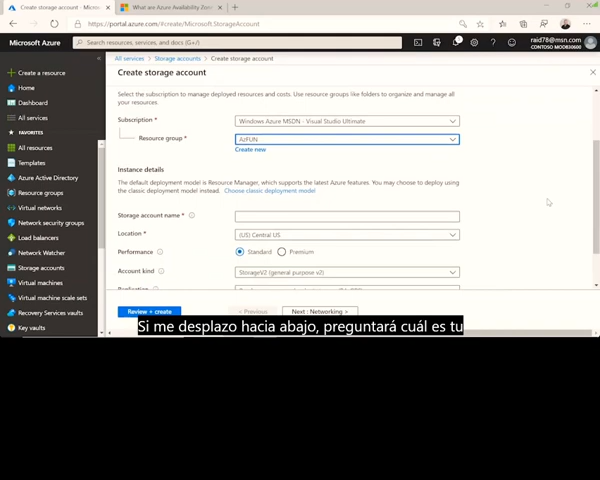 Create storage account - Microso
What are Azure Availability Zon
https://portal.azure.com/#create/Microsoft.StorageAccount
Microsoft Azure
Search resources, services, and docs (G+/)
raid78@msn.com
All services > Storage accounts > Create storage account
Create storage account
Create a resource
Home
Dashboard
All services
FAVORITES
All resources
Templates
Azure Active Directory
Resource groups
Virtual networks
Network security groups
Load balancers
Network Watcher
Storage accounts
Virtual machines
Virtual machine scale sets
Recovery Services vaults
Key vaults
Select the subscription to manage deployed resources and costs. Use resource groups like folders to organize and manage all
your resources.
Subscription *
Windows Azure MSDN - Visual Studio Ultimate
Resource group *
AzFUN
Create new
Instance details
The default deployment model is Resource Manager, which supports the latest Azure features. You may choose to deploy using
the classic deployment model instead. Choose classic deployment model
Storage account name *
Location *
(US) Central US
Performance
Standard Premium
Account kind
StorageV2 (general purpose v2)
Review + create
< Previous
Next : Networking >
Si me desplazo hacia abajo, preguntará cuál es tu